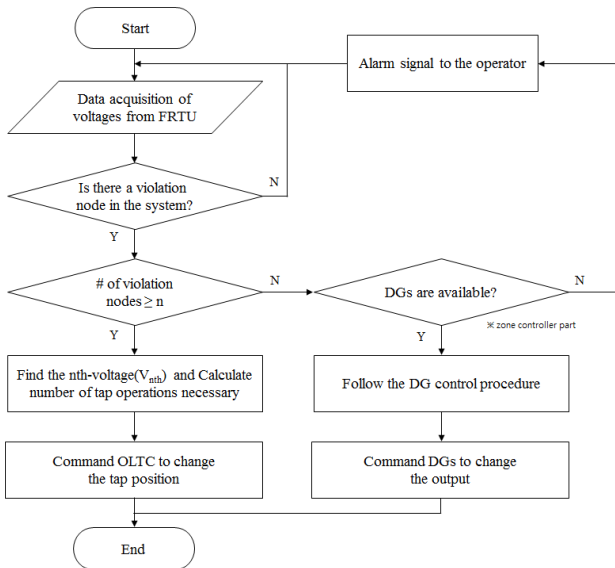 Start
Alarm signal to the operator
Data acquisition of
voltages from FRTU
Is there a violation
node in the system?
N
Y
# of violation
nodes ≥ n
N
DGs are available?
N
※ zone controller part
Y
Y
Find the nth-voltage(Vnth) and Calculate
number of tap operations necessary
Follow the DG control procedure
Command OLTC to change
the tap position
Command DGs to change
the output
End